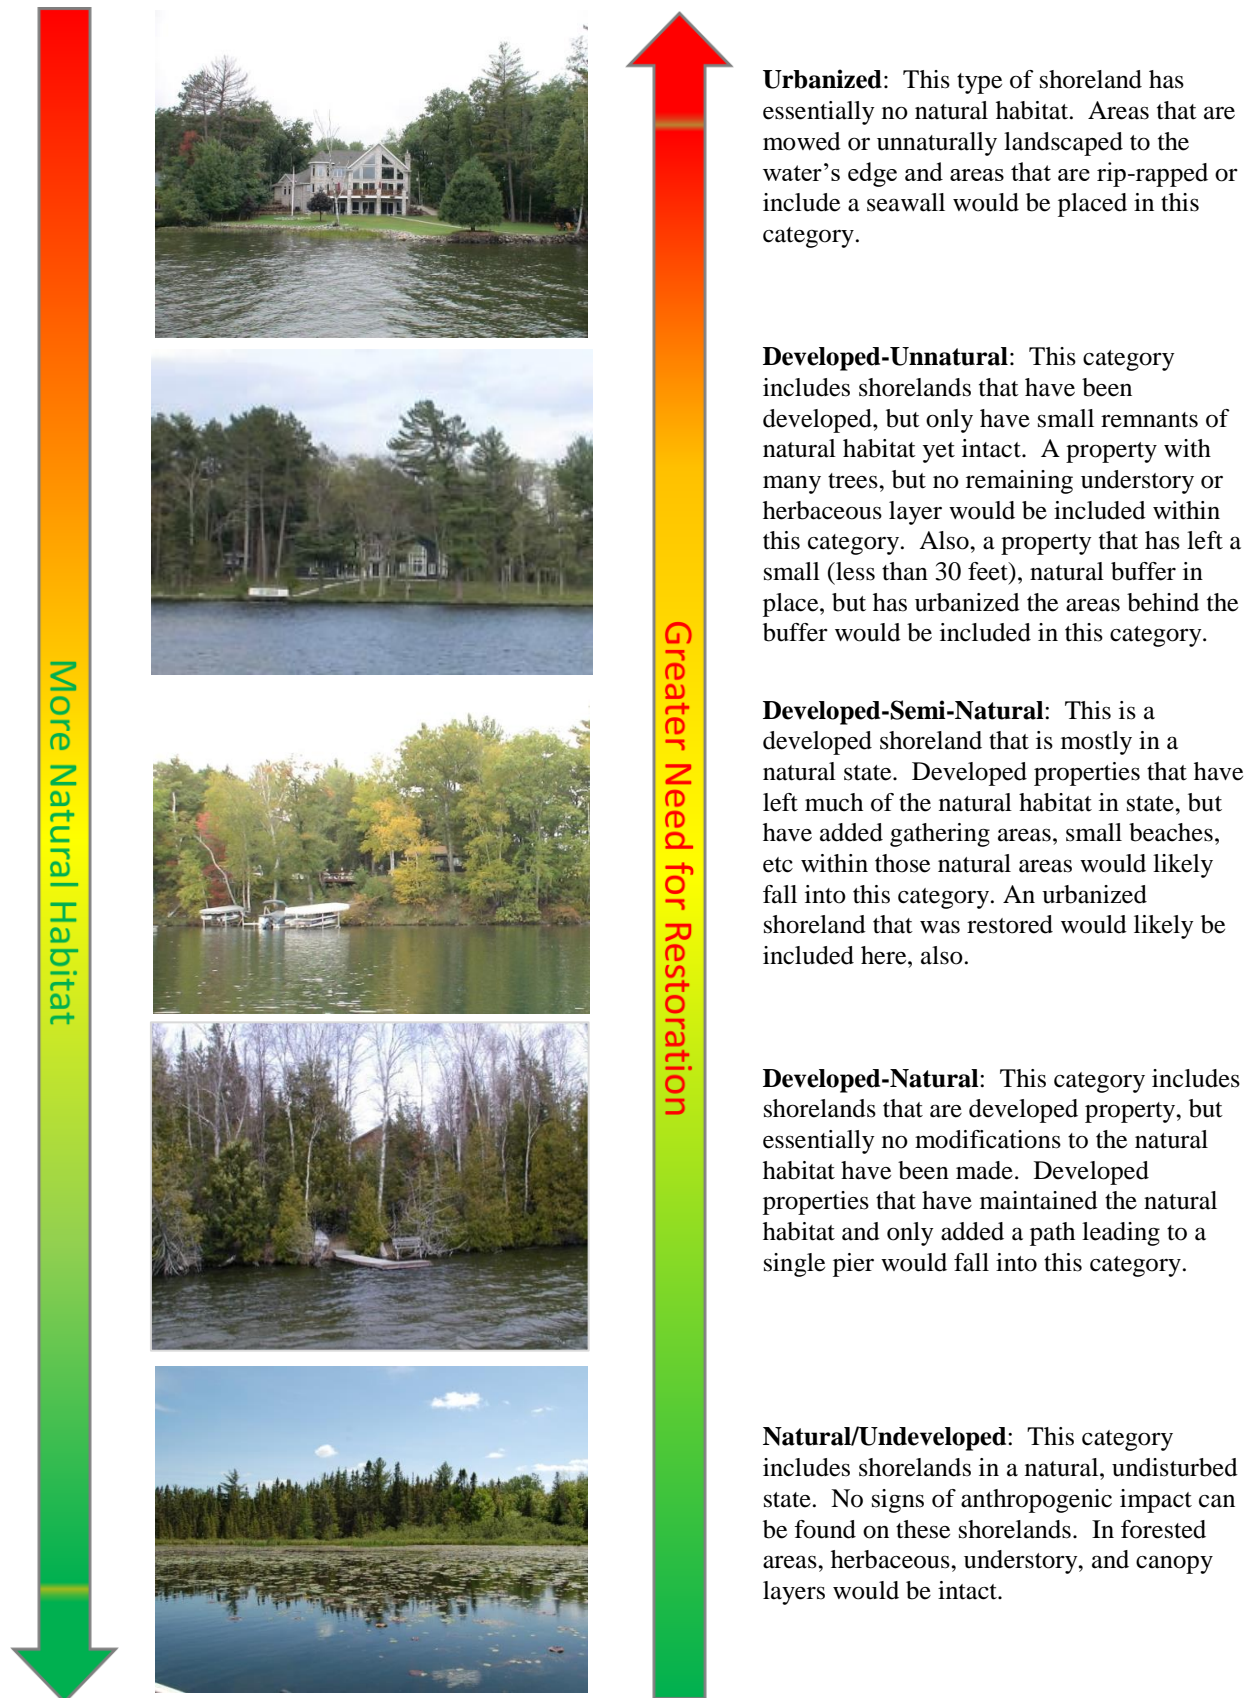 Urbanized: This type of shoreland has
essentially no natural habitat. Areas that are
mowed or unnaturally landscaped to the
water’s edge and areas that are rip-rapped or
include a seawall would be placed in this
category.
Developed-Unnatural: This category
includes shorelands that have been
developed, but only have small remnants of
natural habitat yet intact. A property with
many trees, but no remaining understory or
herbaceous layer would be included within
this category. Also, a property that has left a
small (less than 30 feet), natural buffer in
place, but has urbanized the areas behind the
buffer would be included in this category.
More Natural Habitat
Greater Need for Restoration
Developed-Semi-Natural: This is a
developed shoreland that is mostly in a
natural state. Developed properties that have
left much of the natural habitat in state, but
have added gathering areas, small beaches,
etc within those natural areas would likely
fall into this category. An urbanized
shoreland that was restored would likely be
included here, also.
Developed-Natural: This category includes
shorelands that are developed property, but
essentially no modifications to the natural
habitat have been made. Developed
properties that have maintained the natural
habitat and only added a path leading to a
single pier would fall into this category.
Natural/Undeveloped: This category
includes shorelands in a natural, undisturbed
state. No signs of anthropogenic impact can
be found on these shorelands. In forested
areas, herbaceous, understory, and canopy
layers would be intact.